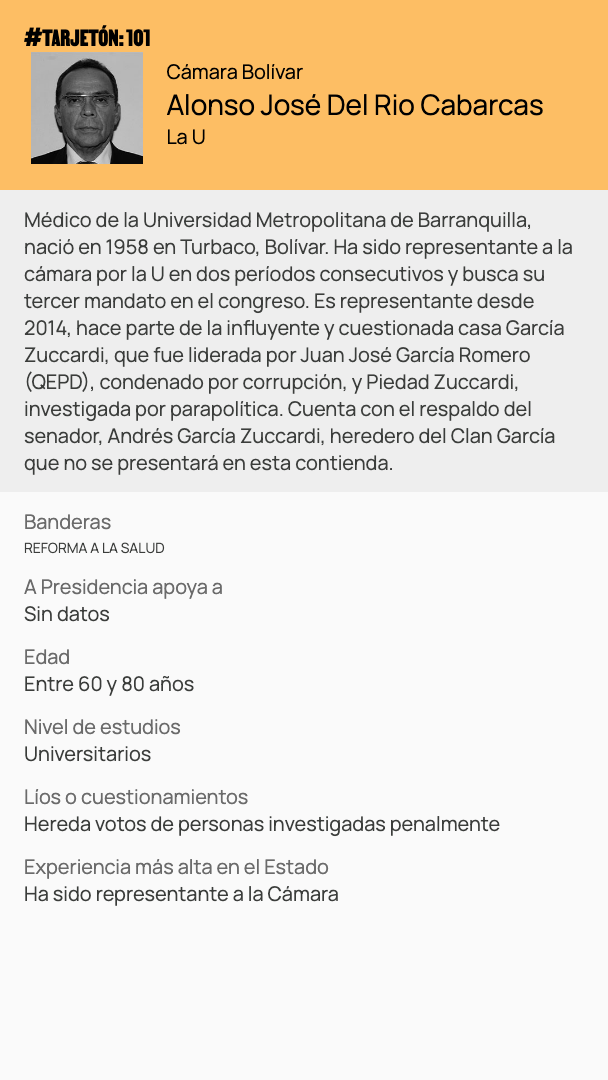 #TARJETÓN: 101
Cámara Bolívar
Alonso José Del Rio Cabarcas
La U
Médico de la Universidad Metropolitana de Barranquilla,
nació en 1958 en Turbaco, Bolívar. Ha sido representante a la
cámara por la U en dos períodos consecutivos y busca su
tercer mandato en el congreso. Es representante desde
2014, hace parte de la influyente y cuestionada casa García
Zuccardi, que fue liderada por Juan José García Romero
(QEPD), condenado por corrupción, y Piedad Zuccardi,
investigada por parapolítica. Cuenta con el respaldo del
senador, Andrés García Zuccardi, heredero del Clan García
que no se presentará en esta contienda.
Banderas
REFORMA A LA SALUD
A Presidencia apoya a
Sin datos
Edad
Entre 60 y 80 años
Nivel de estudios
Universitarios
Líos o cuestionamientos
Hereda votos de personas investigadas penalmente
Experiencia más alta en el Estado
Ha sido representante a la Cámara